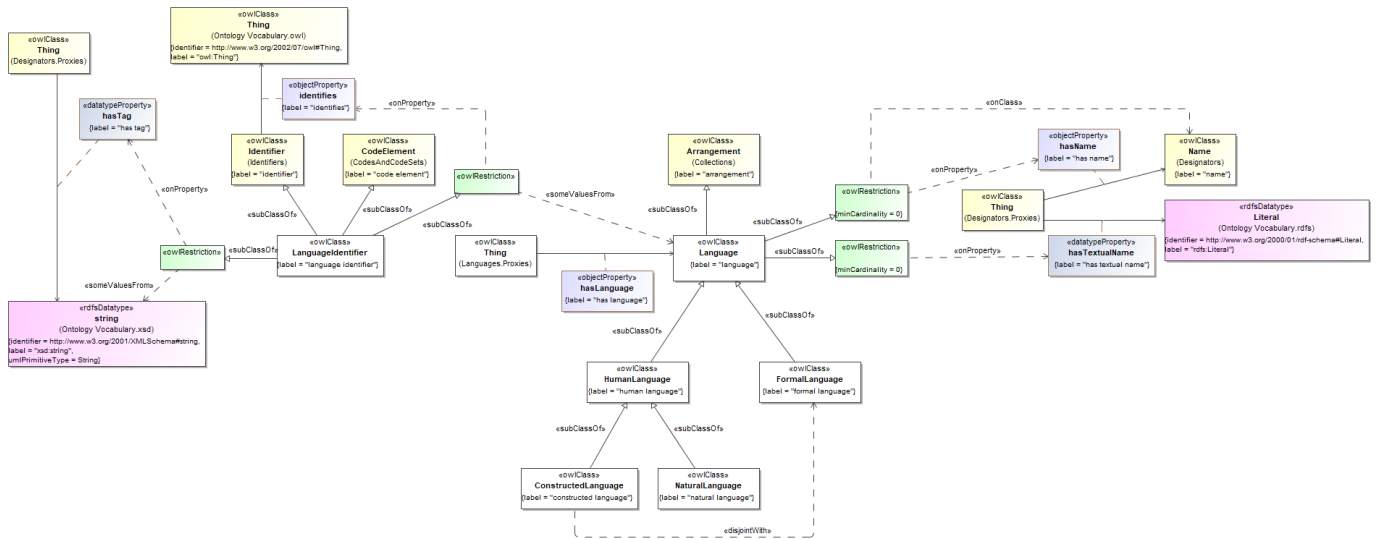 «owlClass»
Thing
(Ontology Vocabulary.owl)
{identifier = http://www.w3.org/2002/07/owl#Thing,
label = "owl:Thing"}
«owlClass»
Thing
(Designators.Proxies)
«objectProperty»
identifies
{label = "identifies"}
«datatypeProperty»
hasTag
{label = "has tag"}
«onProperty»
«onClass»
«owlClass»
Identifier
(Identifiers)
{label = "identifier"}
«owlClass»
CodeElement
(CodesAndCodeSets)
{label = "code element"}
«owlClass»
Arrangement
(Collections)
{label = "arrangement"}
«objectProperty»
hasName
{label = "has name"}
«owlClass»
Name
(Designators)
{label = "name"}
«owlRestriction»
«onProperty»
«someValuesFrom»
«owlRestriction»
{minCardinality = 0}
«onProperty»
«owlClass»
Thing
(Designators.Proxies)
«subClassOf»
«subClassOf»
«subClassOf»
«subClassOf»
«subClassOf»
«rdfsDatatype»
Literal
(Ontology Vocabulary.rdfs)
{identifier = http://www.w3.org/2000/01/rdf-schema#Literal,
label = "rdfs:Literal"}
«owlRestriction»
«subClassOf»
«owlClass»
LanguageIdentifier
{label = "language identifier"}
«owlClass»
Thing
(Languages.Proxies)
«owlClass»
Language
{label = "language"}
«subClassOf»
«owlRestriction»
{minCardinality = 0}
«onProperty»
«datatypeProperty»
hasTextualName
{label = "has textual name"}
«someValuesFrom»
«objectProperty»
hasLanguage
{label = "has language"}
«rdfsDatatype»
string
(Ontology Vocabulary.xsd)
{identifier = http://www.w3.org/2001/XMLSchema#string,
label = "xsd:string",
umlPrimitiveType = String}
«subClassOf»
«subClassOf»
«owlClass»
HumanLanguage
{label = "human language"}
«owlClass»
FormalLanguage
{label = "formal language"}
«subClassOf»
«subClassOf»
«owlClass»
ConstructedLanguage
{label = "constructed language"}
«owlClass»
NaturalLanguage
{label = "natural language"}
«disjointWith»